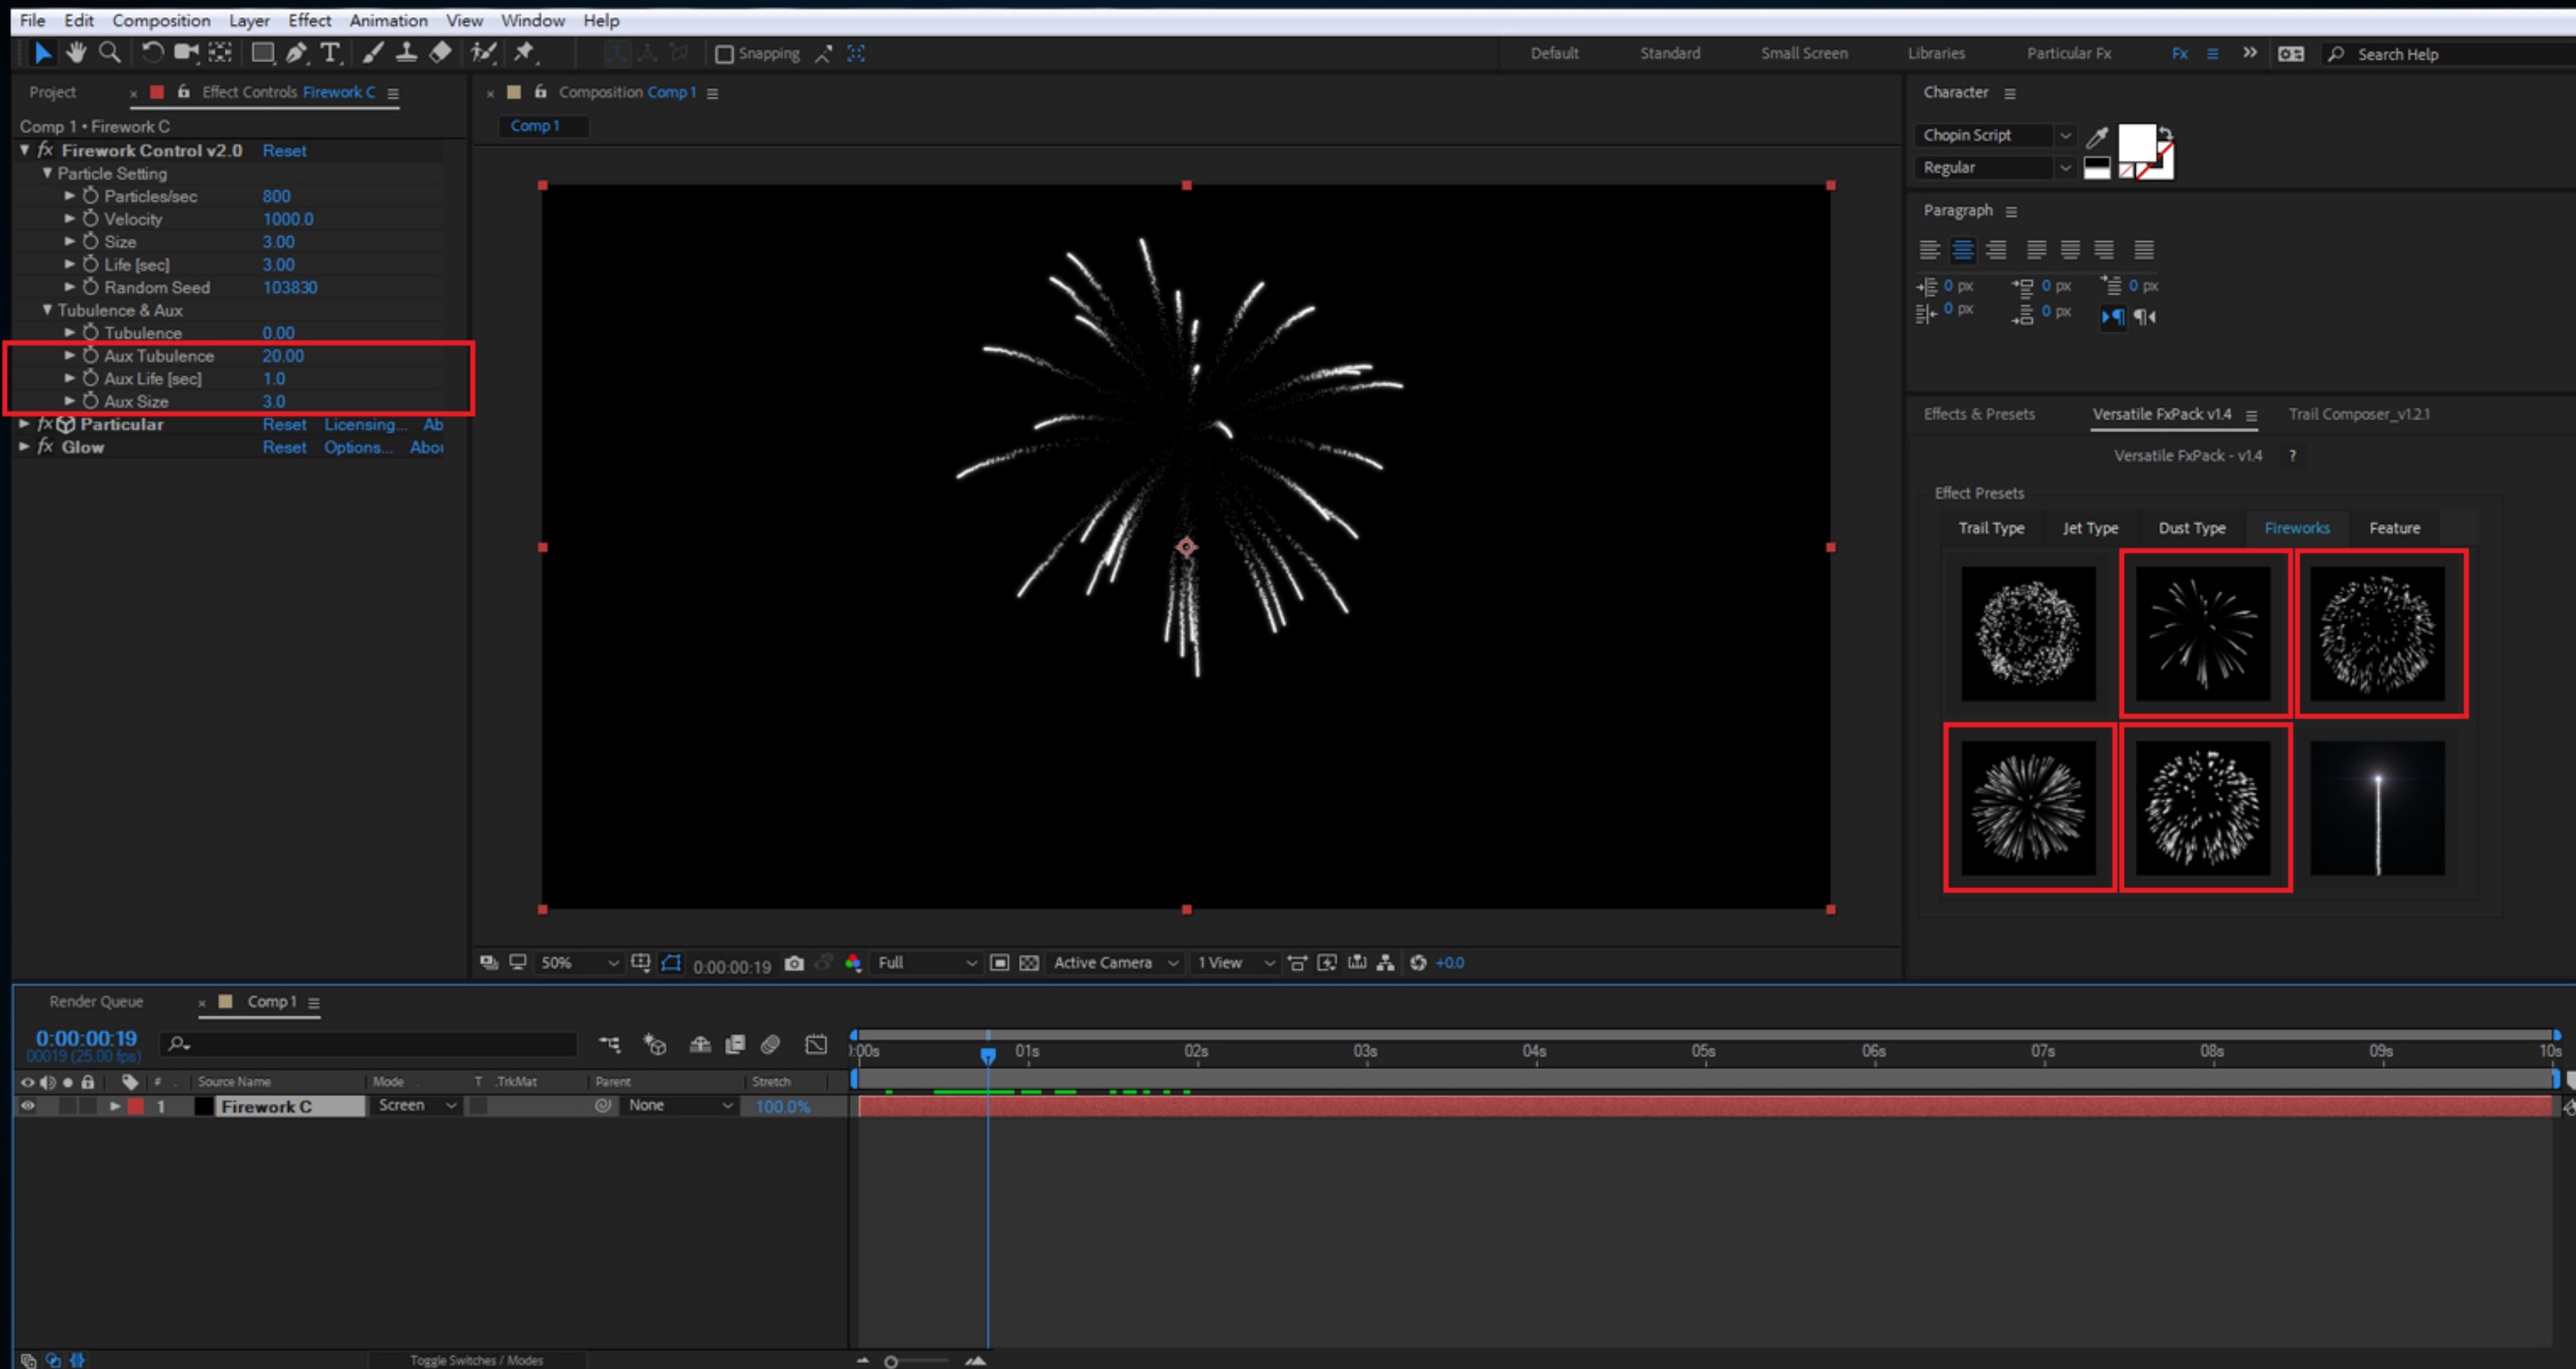 File Edit Composition Layer Effect Animation View Window Help
Snapping Default Standard Small Screen Libraries Particular Fx Fx Search Help
Project Effect Controls Firework C
Comp 1 • Firework C
fx Firework Control v2.0 Reset
Particle Setting
Particles/sec 800
Velocity 1000.0
Size 3.00
Life [sec] 3.00
Random Seed 103830
Tubulence & Aux
Tubulence 0.00
Aux Tubulence 20.00
Aux Life [sec] 1.0
Aux Size 3.0
fx Particular Reset Licensing... Ab
fx Glow Reset Options... Abou
Composition Comp 1
Comp 1
50% 0:00:00:19 Full Active Camera 1 View +0.0
Character
Chopin Script
Regular
Paragraph
0 px 0 px 0 px
0 px 0 px
Effects & Presets Versatile FxPack v1.4 Trail Composer_v1.2.1
Versatile FxPack - v1.4 ?
Effect Presets
Trail Type Jet Type Dust Type Fireworks Feature
Render Queue Comp 1
0:00:00:19
00019 (25.00 fps)
# Source Name Mode T .TrkMat Parent Stretch
1 Firework C Screen None 100.0%
):00s 01s 02s 03s 04s 05s 06s 07s 08s 09s 10s
Toggle Switches / Modes